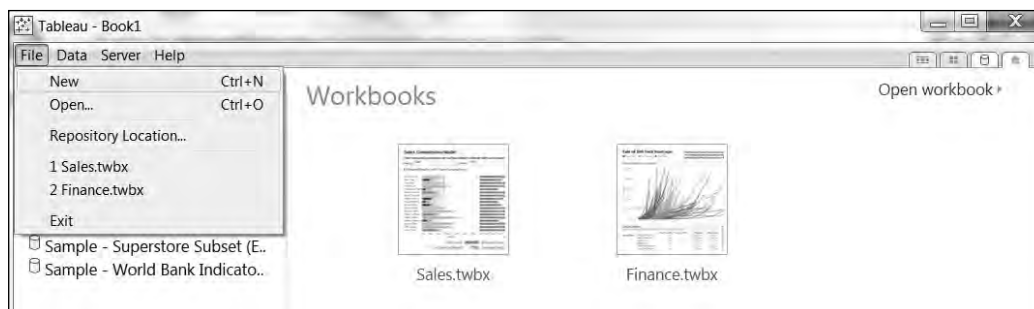 Tableau - Book1
File Data Server Help
New Ctrl+N
Open... Ctrl+O
Repository Location...
1 Sales.twbx
2 Finance.twbx
Exit
Sample - Superstore Subset (E..
Sample - World Bank Indicato..
Workbooks
Open workbook
Sales.twbx
Finance.twbx